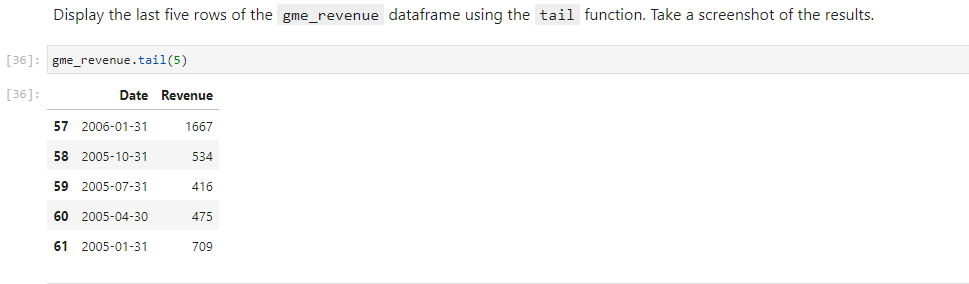 Display the last five rows of the gme_revenue dataframe using the tail function. Take a screenshot of the results.
[36]: gme_revenue.tail(5)
[36]: Date Revenue
57 2006-01-31 1667
58 2005-10-31 534
59 2005-07-31 416
60 2005-04-30 475
61 2005-01-31 709